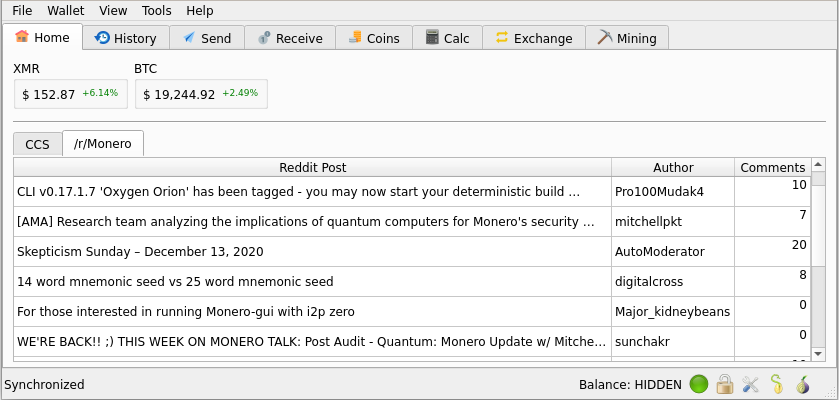 File Wallet View Tools Help
Home History Send Receive Coins Calc Exchange Mining
XMR BTC
$ 152.87 +6.14% $ 19,244.92 +2.49%
CCS /r/Monero
Reddit Post Author Comments
CLI v0.17.1.7 'Oxygen Orion' has been tagged - you may now start your deterministic build ... Pro100Mudak4 10
[AMA] Research team analyzing the implications of quantum computers for Monero's security ... mitchellpkt 7
Skepticism Sunday – December 13, 2020 AutoModerator 20
14 word mnemonic seed vs 25 word mnemonic seed digitalcross 8
For those interested in running Monero-gui with i2p zero Major_kidneybeans 0
WE'RE BACK!! ;) THIS WEEK ON MONERO TALK: Post Audit - Quantum: Monero Update w/ Mitche... sunchakr 0
Synchronized Balance: HIDDEN